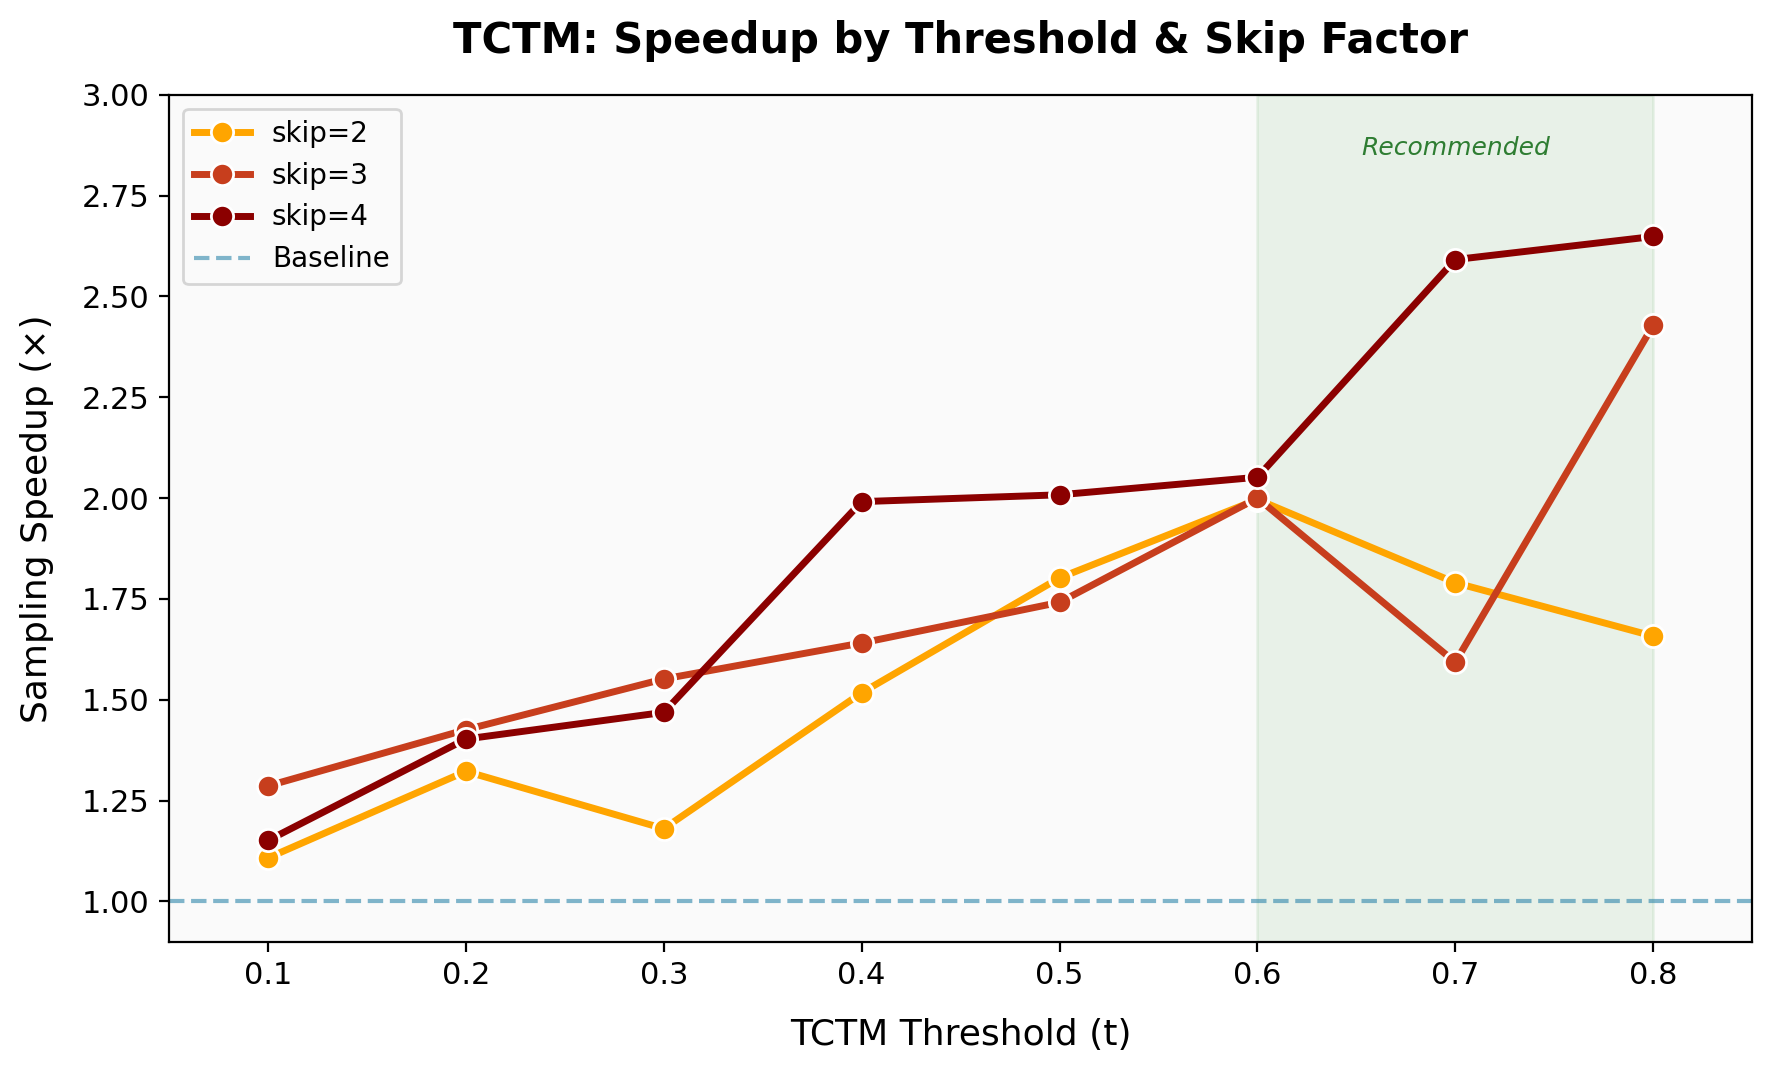 TCTM: Speedup by Threshold & Skip Factor
3.00
2.75
2.50
2.25
2.00
1.75
1.50
1.25
1.00
Sampling Speedup (×)
skip=2
skip=3
skip=4
Baseline
Recommended
0.1 0.2 0.3 0.4 0.5 0.6 0.7 0.8
TCTM Threshold (t)